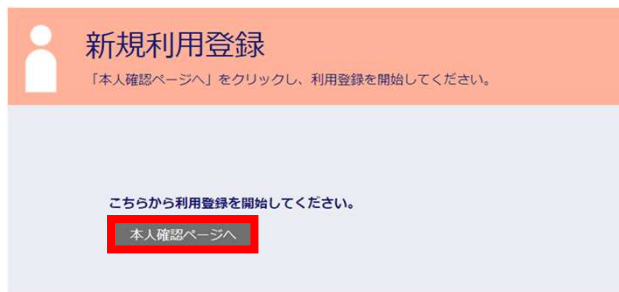 新規利用登録
「本人確認ページへ」をクリックし、利用登録を開始してください。
こちらから利用登録を開始してください。
本人確認ページへ